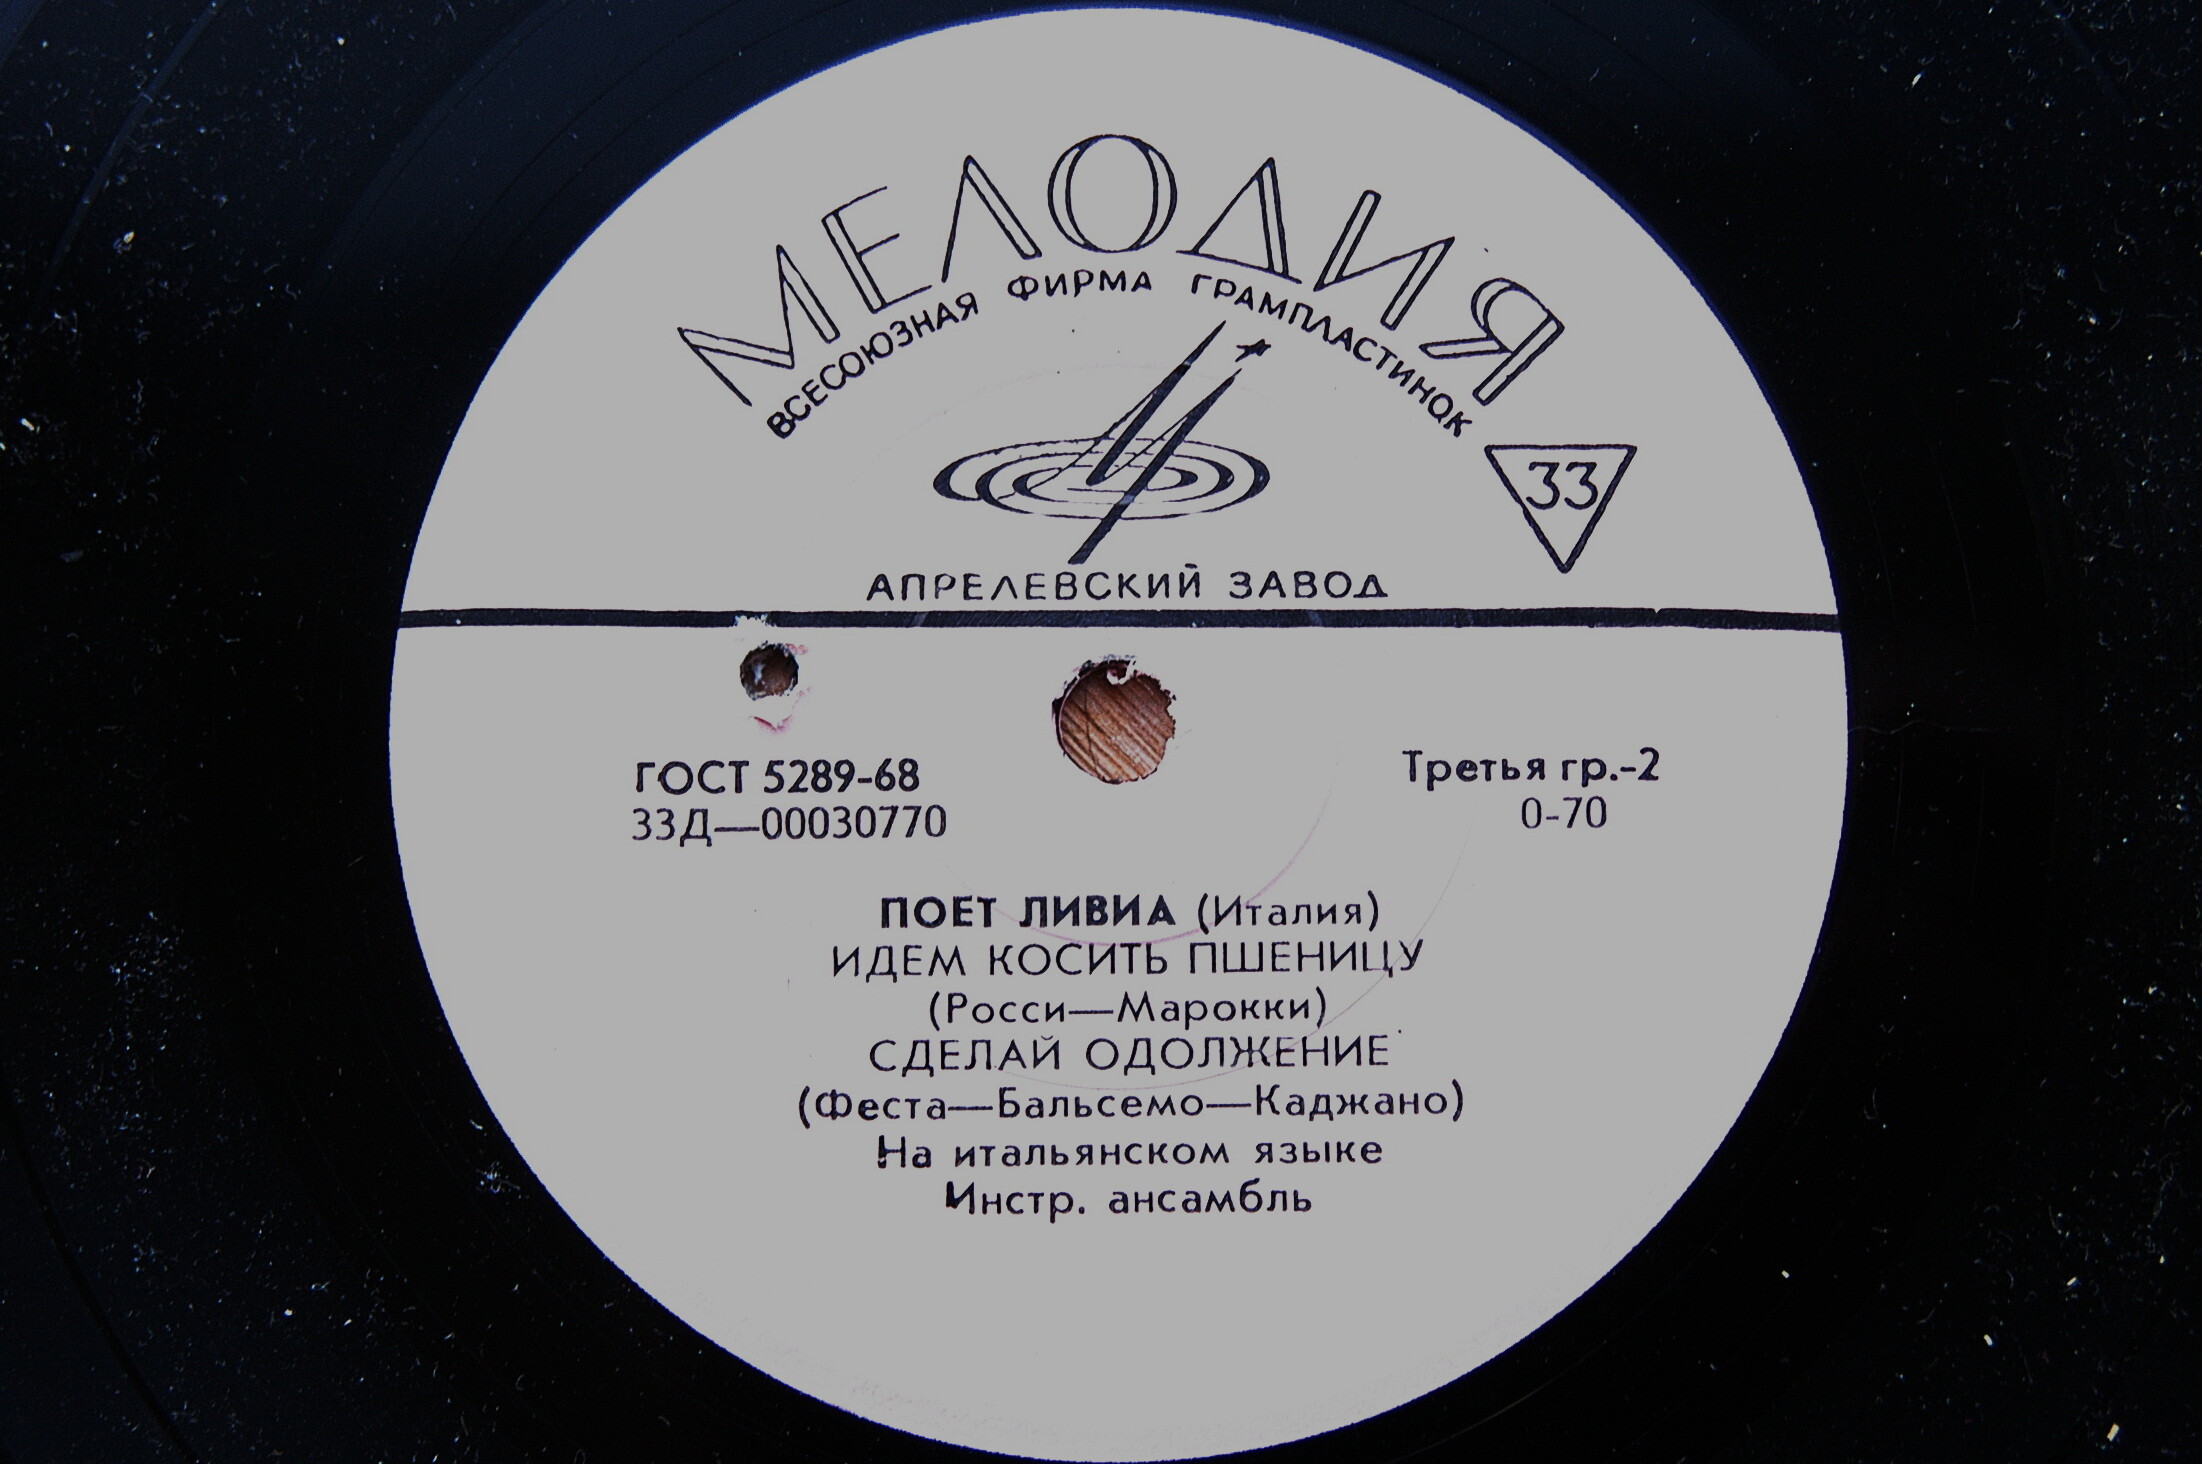 МЕЛОДИЯ
ВСЕСОЮЗНАЯ ФИРМА ГРАМПЛАСТИНОК
33
АПРЕЛЕВСКИЙ ЗАВОД
ГОСТ 5289-68
33Д—00030770
Третья гр.-2
0-70
ПОЕТ ЛИВИА (Италия)
ИДЕМ КОСИТЬ ПШЕНИЦУ
(Росси—Марокки)
СДЕЛАЙ ОДОЛЖЕНИЕ
(Феста—Бальсемо—Каджано)
На итальянском языке
Инстр. ансамбль